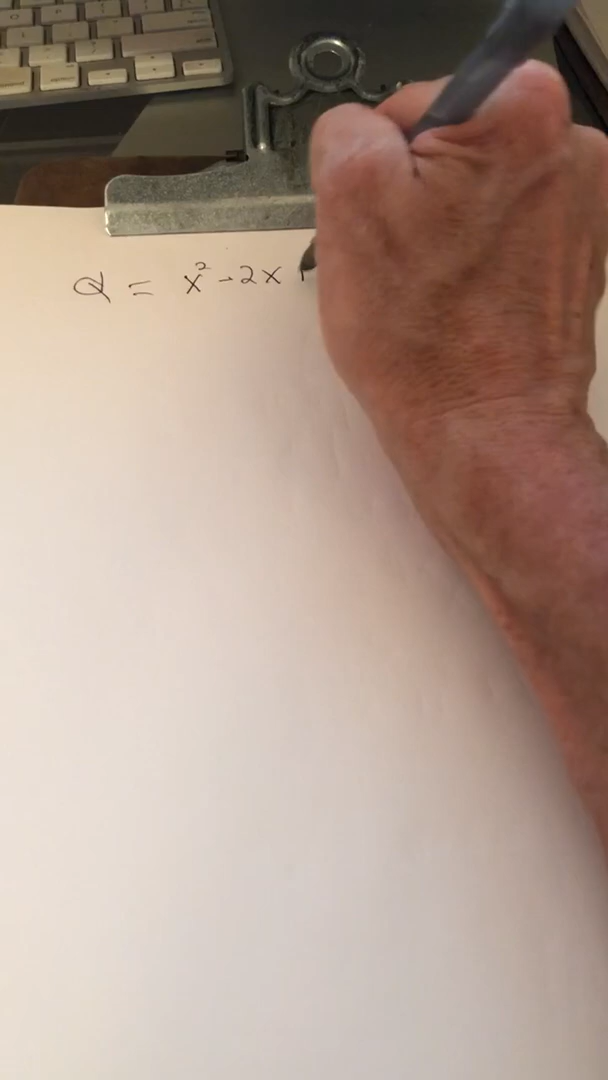 Q = x² - 2x